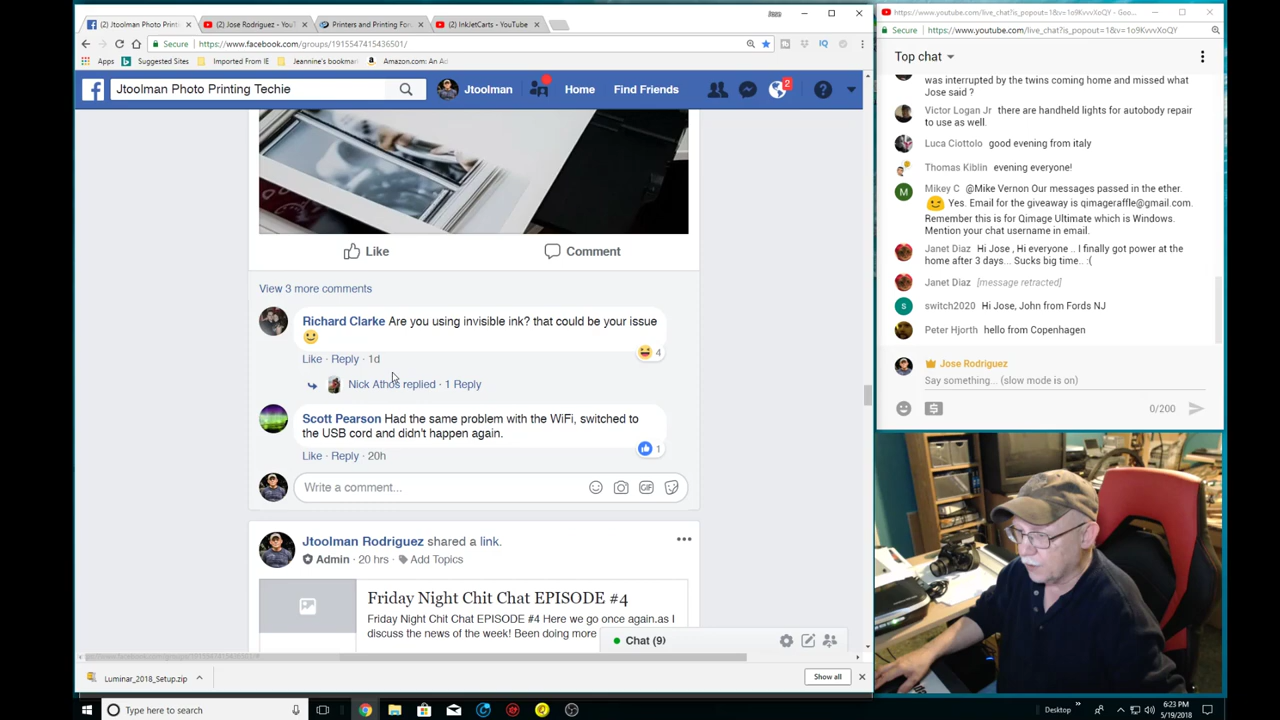 (2) Jtoolman Photo Print
(2) Jose Rodriguez - YouT
Printers and Printing For
(2) InkJetCarts - YouTube
Secure
https://www.facebook.com/groups/1915547415436501/
Apps
Suggested Sites
Imported From IE
Jeannine's bookmar
Amazon.com: An Ad
Jtoolman Photo Printing Techie
Jtoolman
Home
Find Friends
2
Like
Comment
View 3 more comments
Richard Clarke Are you using invisible ink? that could be your issue
4
Like · Reply · 1d
Nick Athos replied · 1 Reply
Scott Pearson Had the same problem with the WiFi, switched to
the USB cord and didn't happen again.
1
Like · Reply · 20h
Write a comment...
GIF
Jtoolman Rodriguez shared a link.
Admin · 20 hrs · Add Topics
Friday Night Chit Chat EPISODE #4
Friday Night Chit Chat EPISODE #4 Here we go once again.as I
discuss the news of the week! Been doing more
Chat (9)
Luminar_2018_Setup.zip
Show all
Type here to search
Desktop
6:23 PM
5/19/2018
https://www.youtube.com/live_chat?is_popout=1&v=1o9KvvvXoQY - Goo...
Secure
https://www.youtube.com/live_chat?is_popout=1&v=1o9KvvvXoQY
Top chat
was interrupted by the twins coming home and missed what
Jose said ?
Victor Logan Jr there are handheld lights for autobody repair
to use as well.
Luca Ciottolo good evening from italy
Thomas Kiblin evening everyone!
M
Mikey C @Mike Vernon Our messages passed in the ether.
Yes. Email for the giveaway is qimageraffle@gmail.com.
Remember this is for Qimage Ultimate which is Windows.
Mention your chat username in email.
Janet Diaz Hi Jose , Hi everyone .. I finally got power at the
home after 3 days... Sucks big time.. :(
Janet Diaz [message retracted]
s
switch2020 Hi Jose, John from Fords NJ
Peter Hjorth hello from Copenhagen
Jose Rodriguez
Say something... (slow mode is on)
0/200